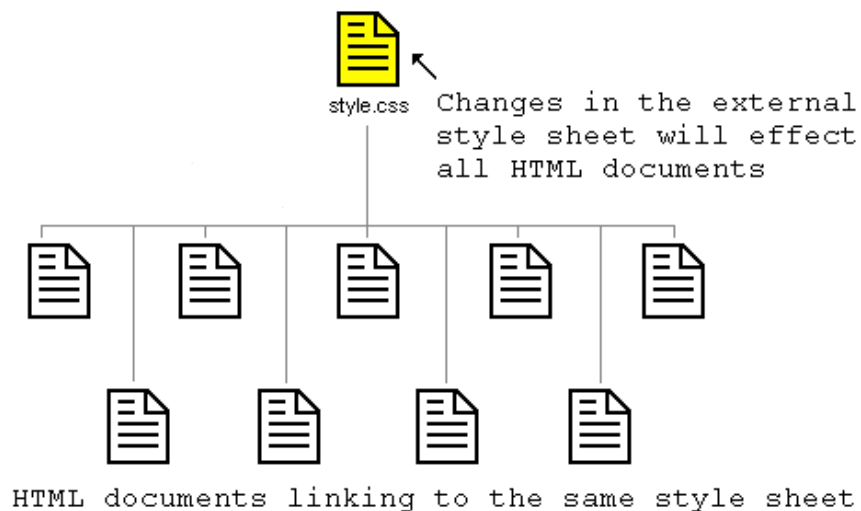 style.css
Changes in the external
style sheet will effect
all HTML documents
HTML documents linking to the same style sheet